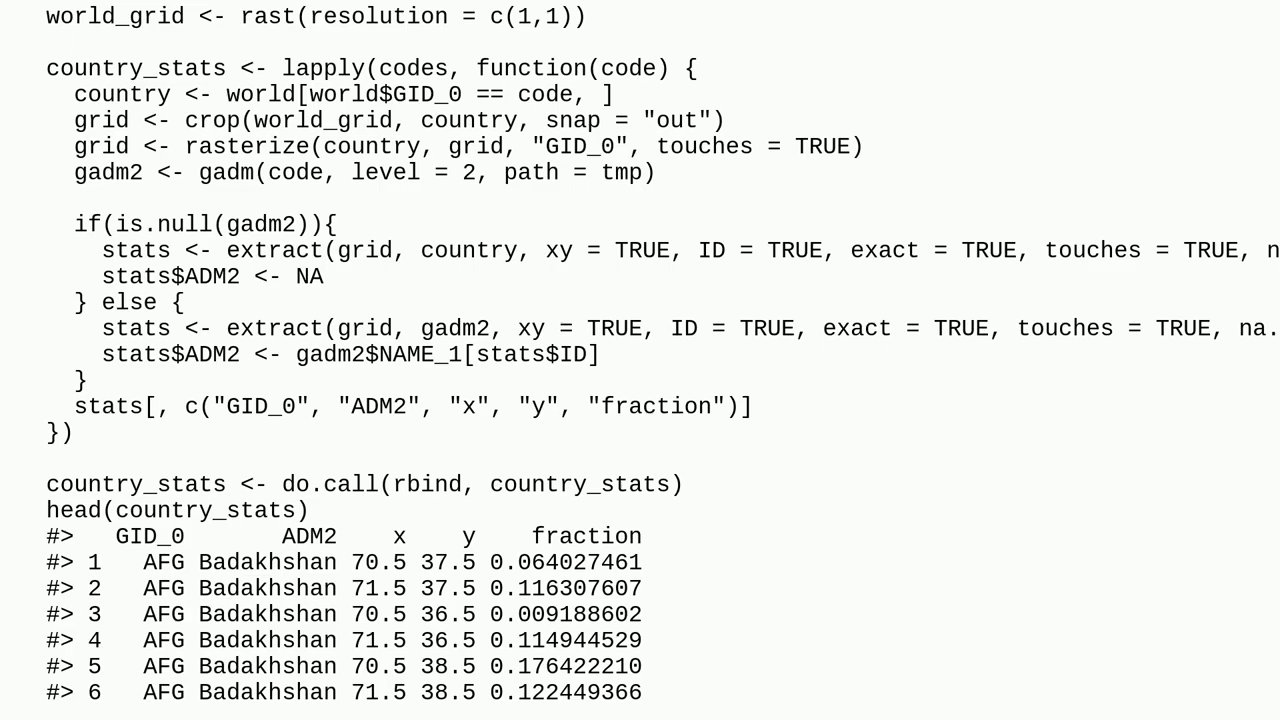 world_grid <- rast(resolution = c(1,1))
country_stats <- lapply(codes, function(code) {
country <- world[world$GID_0 == code, ]
grid <- crop(world_grid, country, snap = "out")
grid <- rasterize(country, grid, "GID_0", touches = TRUE)
gadm2 <- gadm(code, level = 2, path = tmp)
if(is.null(gadm2)){
stats <- extract(grid, country, xy = TRUE, ID = TRUE, exact = TRUE, touches = TRUE, n
stats$ADM2 <- NA
} else {
stats <- extract(grid, gadm2, xy = TRUE, ID = TRUE, exact = TRUE, touches = TRUE, na.
stats$ADM2 <- gadm2$NAME_1[stats$ID]
}
stats[, c("GID_0", "ADM2", "x", "y", "fraction")]
})
country_stats <- do.call(rbind, country_stats)
head(country_stats)
#>   GID_0       ADM2    x    y    fraction
#> 1   AFG Badakhshan 70.5 37.5 0.064027461
#> 2   AFG Badakhshan 71.5 37.5 0.116307607
#> 3   AFG Badakhshan 70.5 36.5 0.009188602
#> 4   AFG Badakhshan 71.5 36.5 0.114944529
#> 5   AFG Badakhshan 70.5 38.5 0.176422210
#> 6   AFG Badakhshan 71.5 38.5 0.122449366